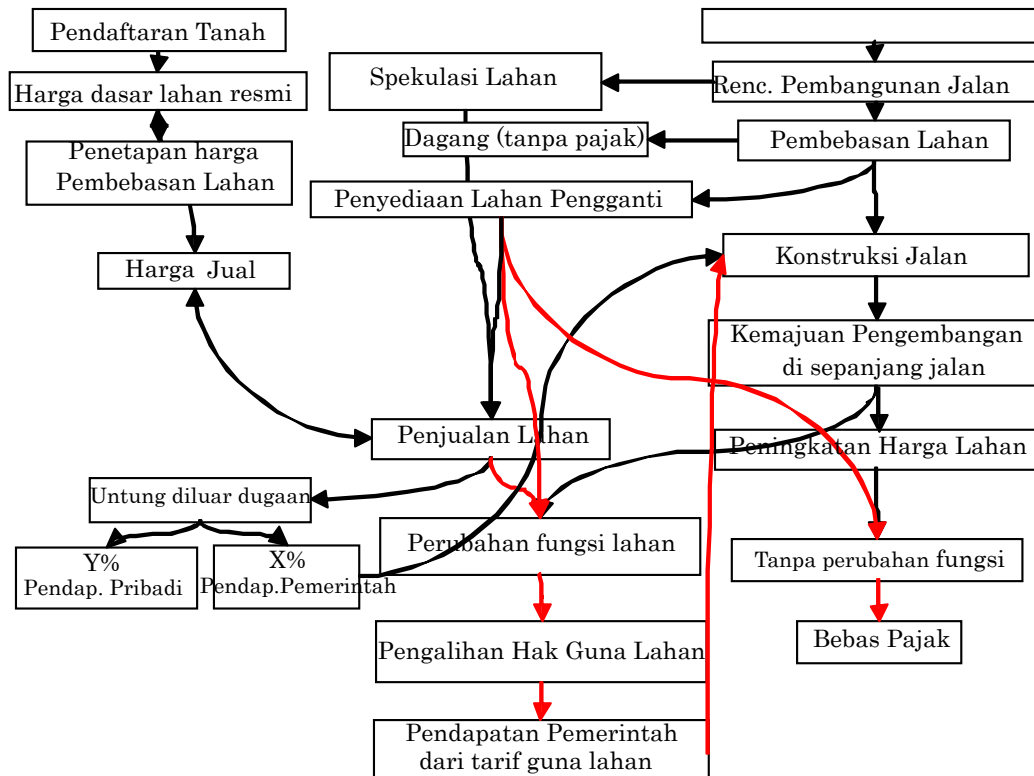 Pendaftaran Tanah
Harga dasar lahan resmi
Penetapan harga
Pembebasan Lahan
Harga Jual
Spekulasi Lahan
Renc. Pembangunan Jalan
Dagang (tanpa pajak)
Pembebasan Lahan
Penyediaan Lahan Pengganti
Konstruksi Jalan
Kemajuan Pengembangan
di sepanjang jalan
Penjualan Lahan
Peningkatan Harga Lahan
Untung diluar dugaan
Y%
Pendap. Pribadi
X%
Pendap.Pemerintah
Perubahan fungsi lahan
Tanpa perubahan fungsi
Pengalihan Hak Guna Lahan
Bebas Pajak
Pendapatan Pemerintah
dari tarif guna lahan